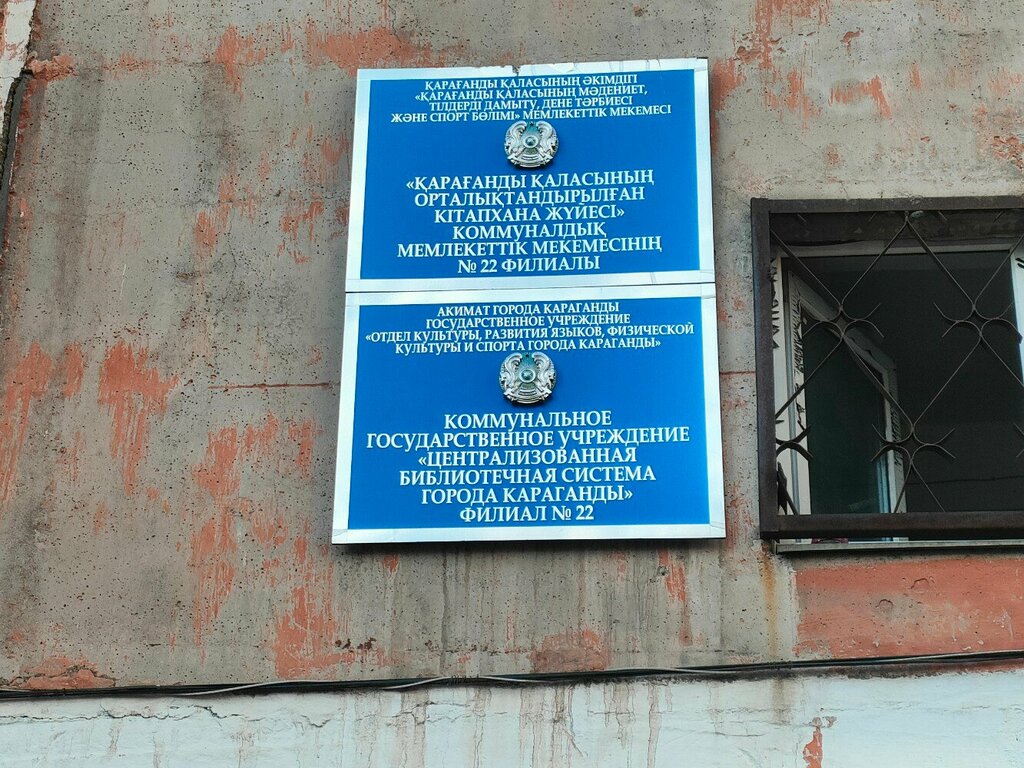 ҚАРАҒАНДЫ ҚАЛАСЫНЫҢ ӘКІМДІГІ
«ҚАРАҒАНДЫ ҚАЛАСЫНЫҢ МӘДЕНИЕТ,
ТІЛДЕРДІ ДАМЫТУ, ДЕНЕ ТӘРБИЕСІ
ЖӘНЕ СПОРТ БӨЛІМІ» МЕМЛЕКЕТТІК МЕКЕМЕСІ
«ҚАРАҒАНДЫ ҚАЛАСЫНЫҢ
ОРТАЛЫҚТАНДЫРЫЛҒАН
КІТАПХАНА ЖҮЙЕСІ»
КОММУНАЛДЫҚ
МЕМЛЕКЕТТІК МЕКЕМЕСІНІҢ
№ 22 ФИЛИАЛЫ
АКИМАТ ГОРОДА КАРАГАНДЫ
ГОСУДАРСТВЕННОЕ УЧРЕЖДЕНИЕ
«ОТДЕЛ КУЛЬТУРЫ, РАЗВИТИЯ ЯЗЫКОВ, ФИЗИЧЕСКОЙ
КУЛЬТУРЫ И СПОРТА ГОРОДА КАРАГАНДЫ»
КОММУНАЛЬНОЕ
ГОСУДАРСТВЕННОЕ УЧРЕЖДЕНИЕ
«ЦЕНТРАЛИЗОВАННАЯ
БИБЛИОТЕЧНАЯ СИСТЕМА
ГОРОДА КАРАГАНДЫ»
ФИЛИАЛ № 22